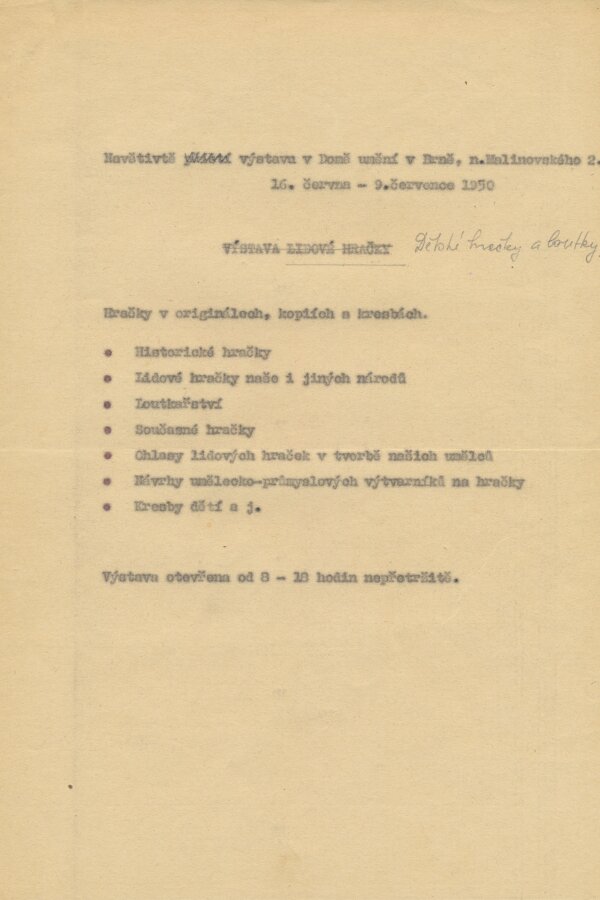 Navštivte příští výstavu v Domě umění v Brně, n.Malinovského 2.
16. června - 9.července 1950
VÝSTAVA LIDOVÉ HRAČKY Dětské hračky a loutky.
Hračky v originálech, kopiích a kresbách.
• Historické hračky
• Lidové hračky naše i jiných národů
• Loutkařství
• Současné hračky
• Ohlasy lidových hraček v tvorbě našich umělců
• Návrhy umělecko-průmyslových výtvarníků na hračky
• Kresby dětí a j.
Výstava otevřena od 8 - 18 hodin nepřetržitě.